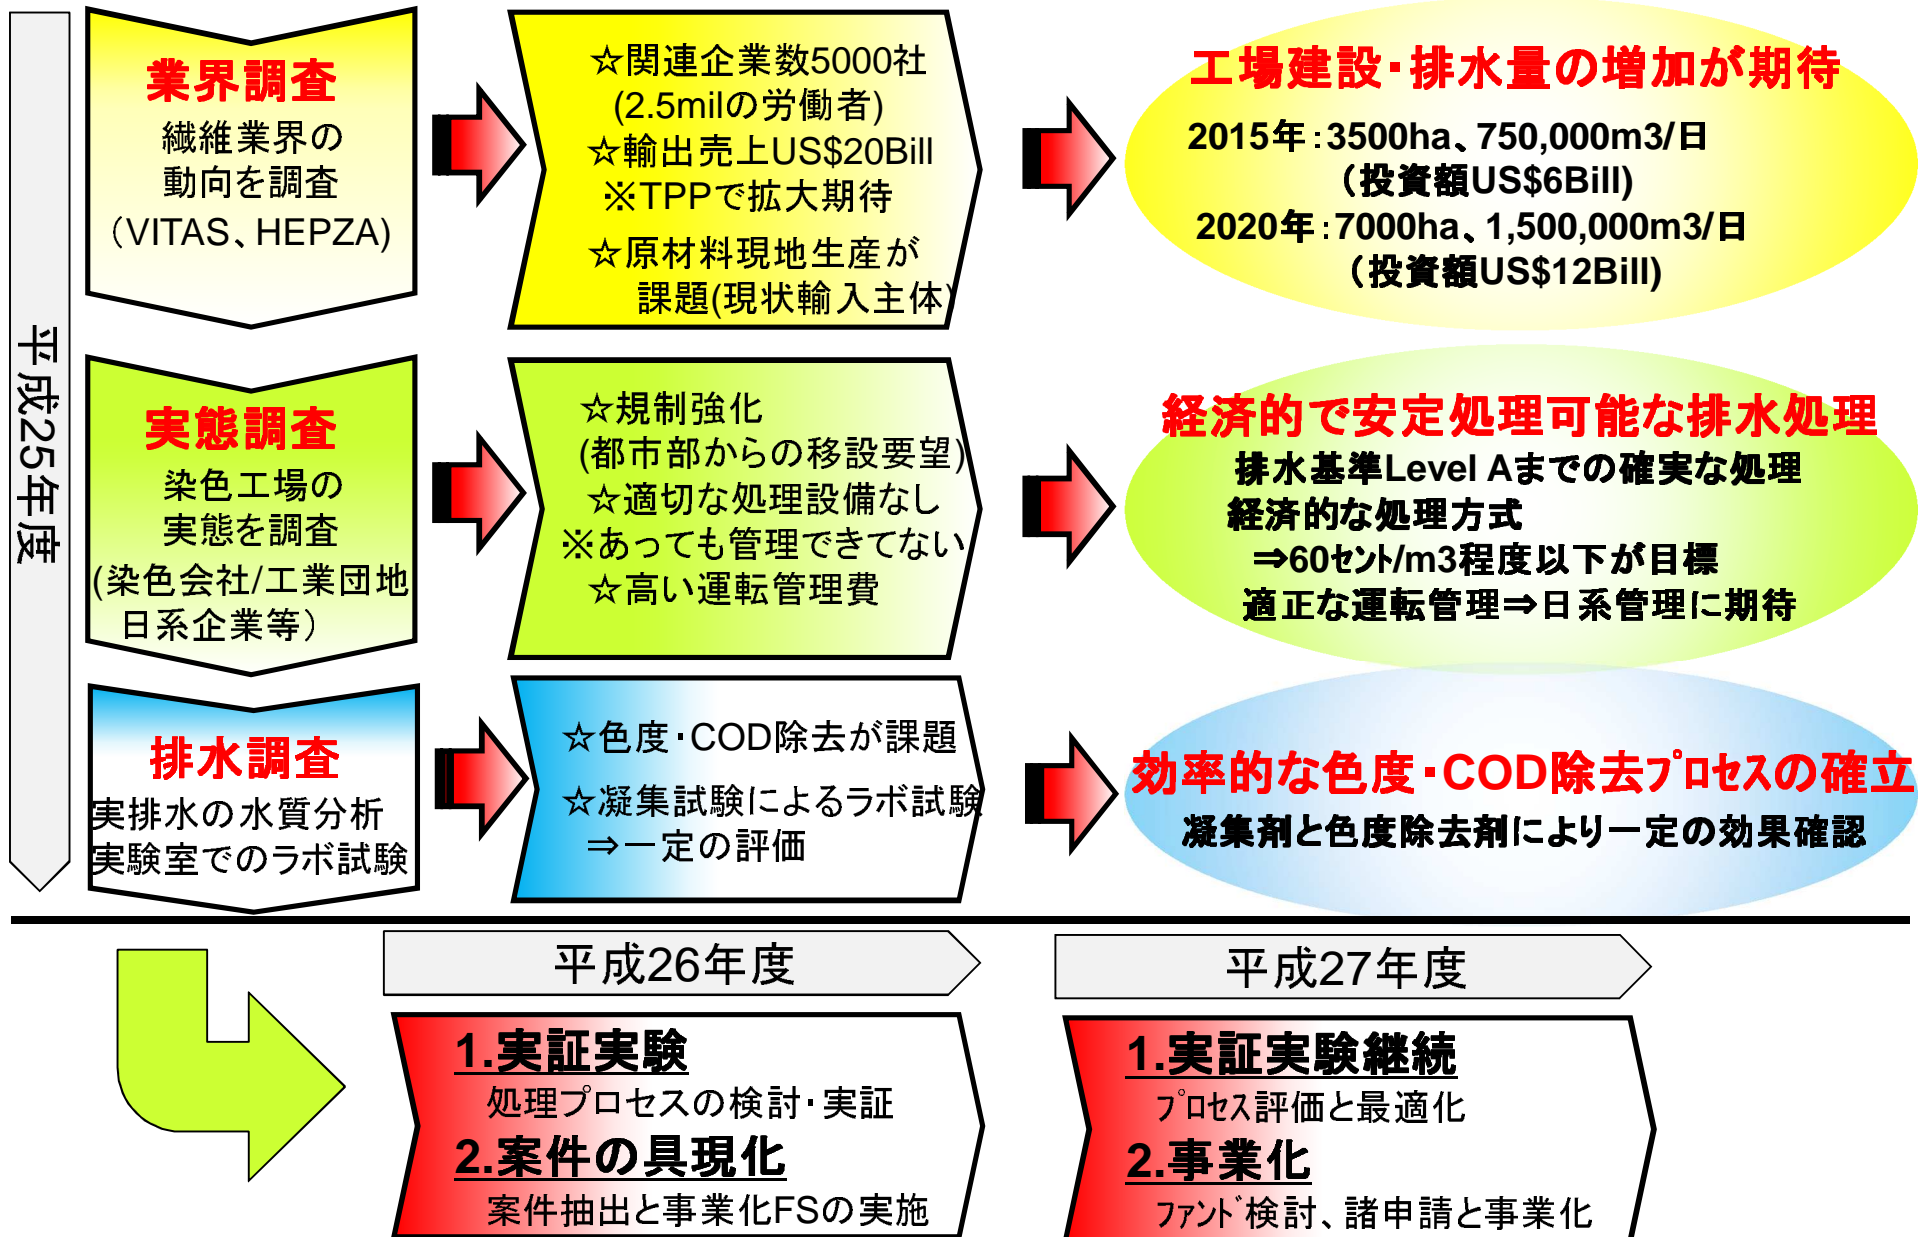 平成25年度
業界調査
繊維業界の
動向を調査
（VITAS、HEPZA)
☆関連企業数5000社
(2.5milの労働者)
☆輸出売上US$20Bill
※TPPで拡大期待
☆原材料現地生産が
課題(現状輸入主体)
工場建設・排水量の増加が期待
2015年：3500ha、750,000m3/日
（投資額US$6Bill)
2020年：7000ha、1,500,000m3/日
（投資額US$12Bill)
実態調査
染色工場の
実態を調査
(染色会社/工業団地
日系企業等）
☆規制強化
(都市部からの移設要望)
☆適切な処理設備なし
※あっても管理できてない
☆高い運転管理費
経済的で安定処理可能な排水処理
排水基準Level Aまでの確実な処理
経済的な処理方式
⇒60ｾﾝﾄ/m3程度以下が目標
適正な運転管理⇒日系管理に期待
排水調査
実排水の水質分析
実験室でのラボ試験
☆色度・COD除去が課題
☆凝集試験によるラボ試験
⇒一定の評価
効率的な色度・COD除去ﾌﾟﾛｾｽの確立
凝集剤と色度除去剤により一定の効果確認
平成26年度
1.実証実験
処理プロセスの検討・実証
2.案件の具現化
案件抽出と事業化FSの実施
平成27年度
1.実証実験継続
ﾌﾟﾛｾｽ評価と最適化
2.事業化
ﾌｧﾝﾄﾞ検討、諸申請と事業化